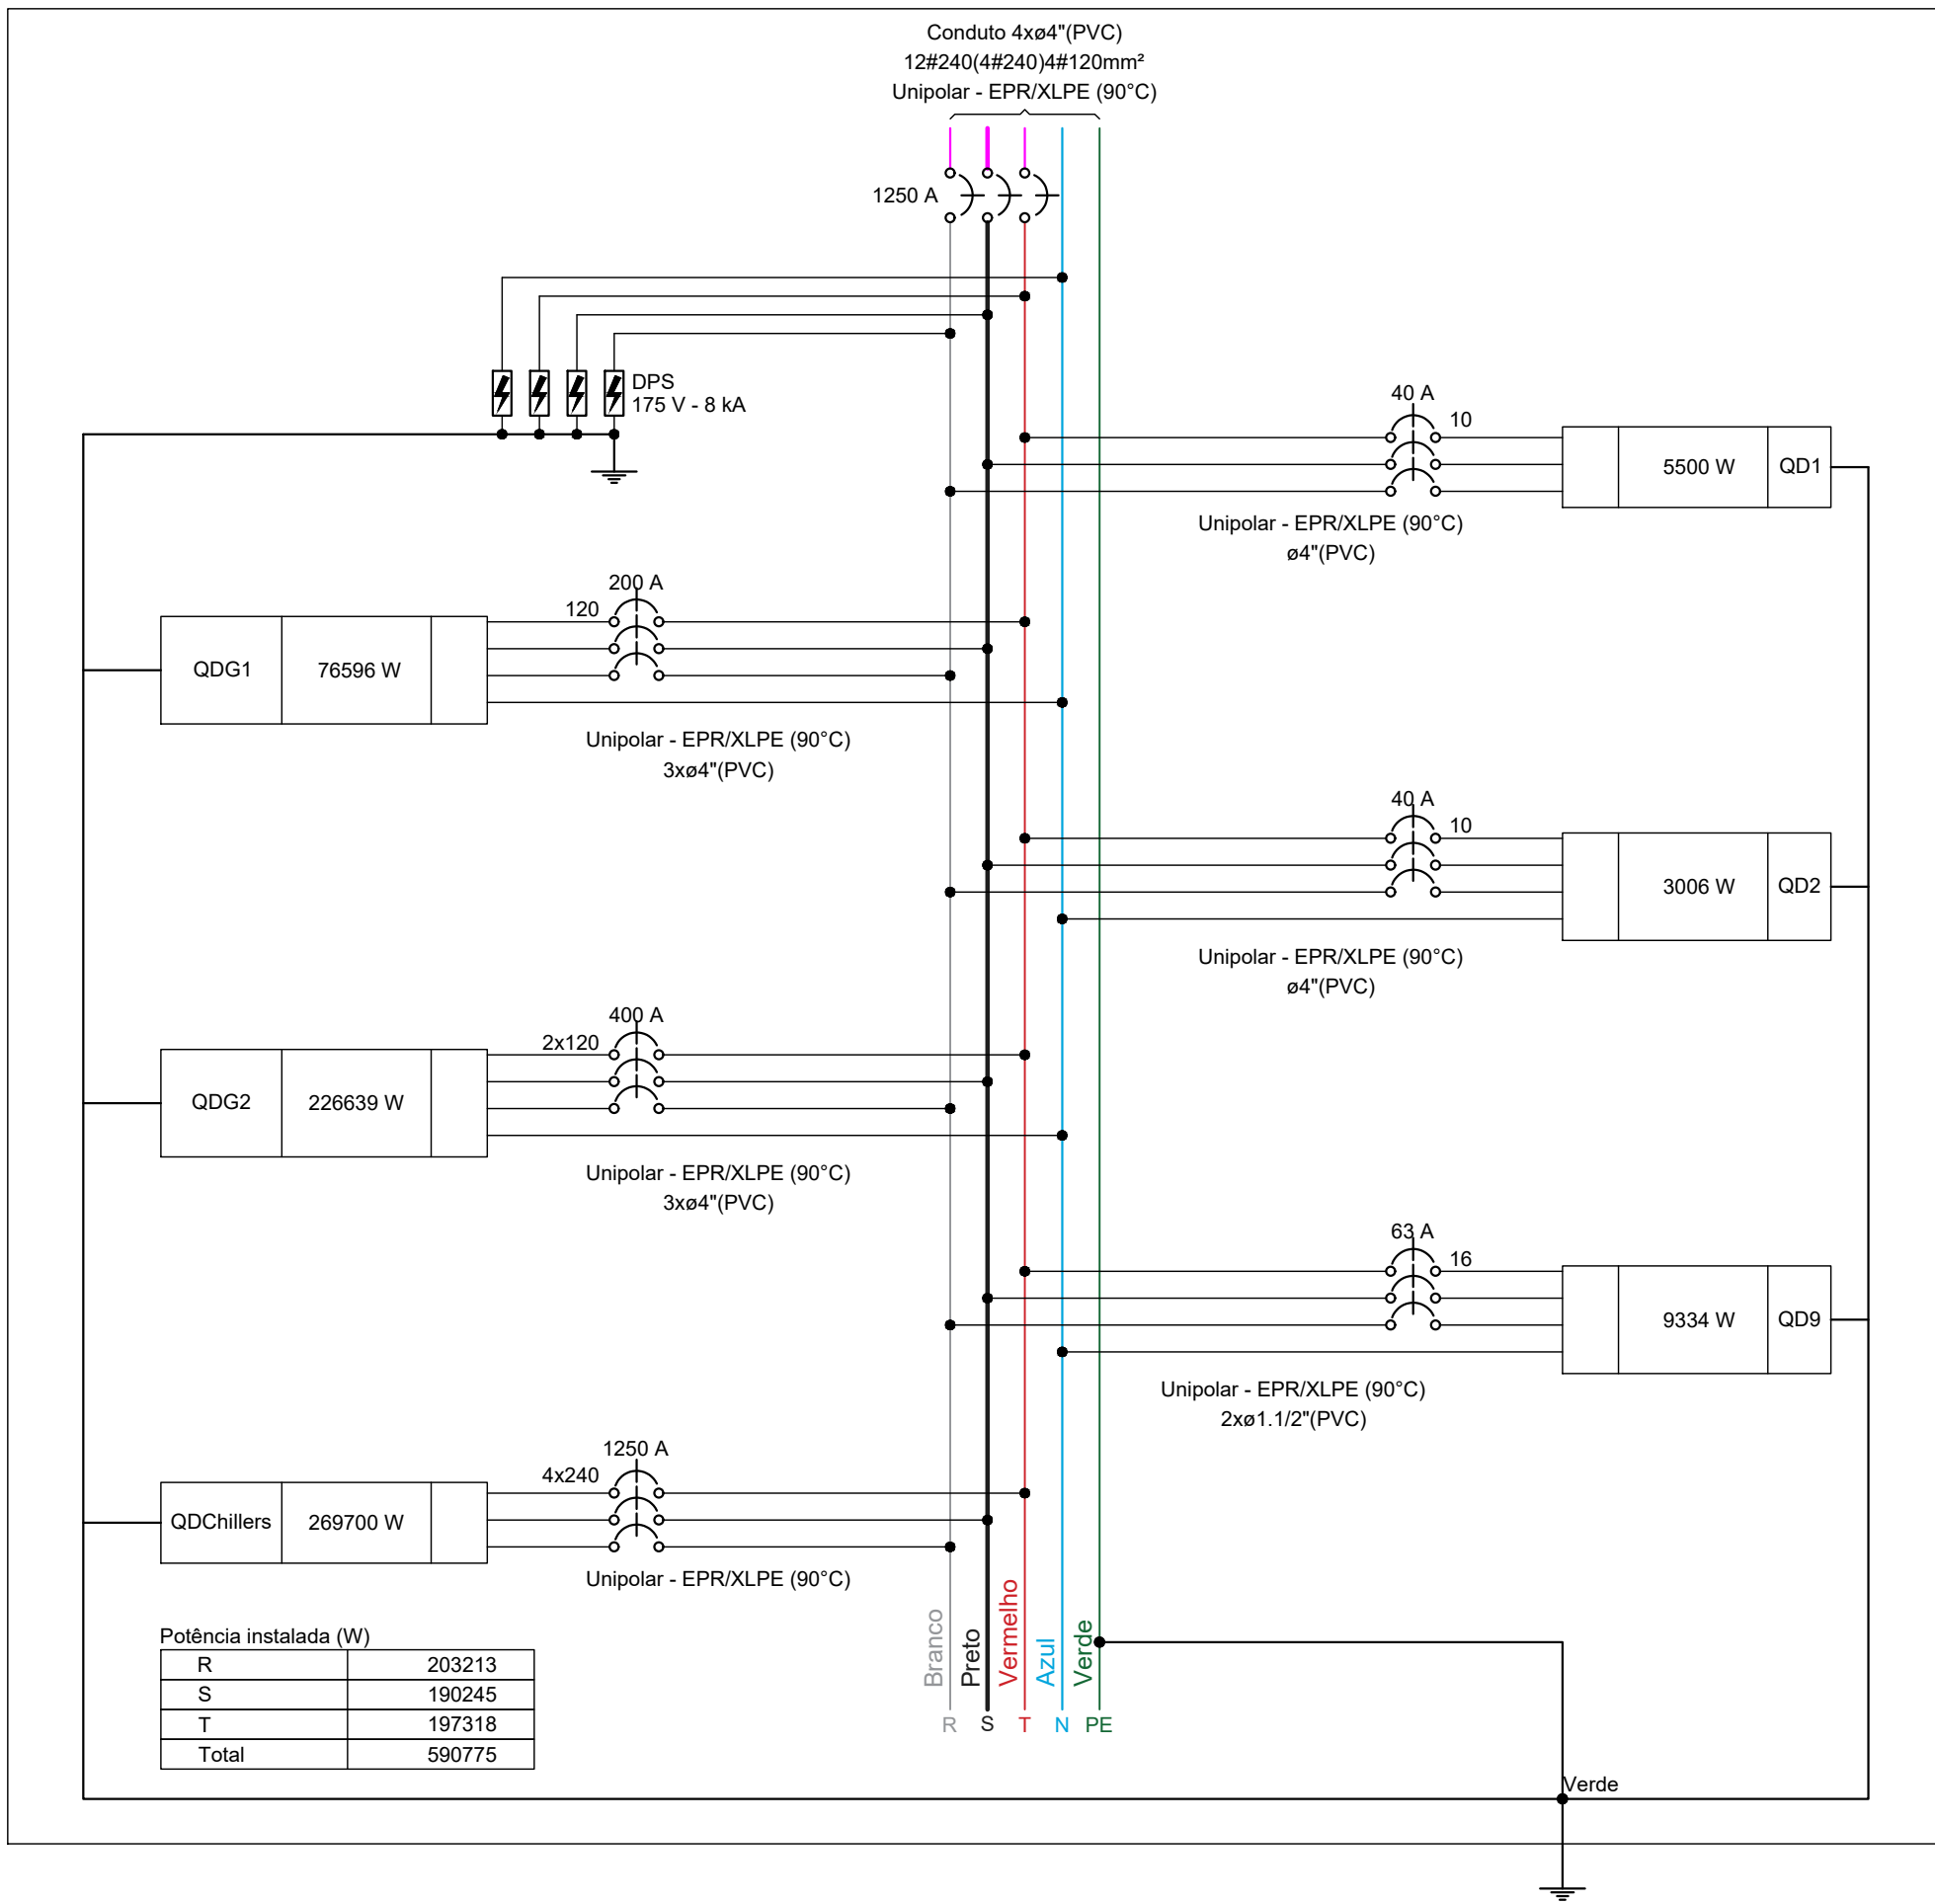 Conduto 4xø4"(PVC)
12#240(4#240)4#120mm²
Unipolar - EPR/XLPE (90°C)
1250 A
DPS
175 V - 8 kA
40 A
10
5500 W
QD1
Unipolar - EPR/XLPE (90°C)
ø4"(PVC)
200 A
120
QDG1
76596 W
Unipolar - EPR/XLPE (90°C)
3xø4"(PVC)
40 A
10
3006 W
QD2
Unipolar - EPR/XLPE (90°C)
ø4"(PVC)
400 A
2x120
QDG2
226639 W
Unipolar - EPR/XLPE (90°C)
3xø4"(PVC)
63 A
16
9334 W
QD9
Unipolar - EPR/XLPE (90°C)
2xø1.1/2"(PVC)
1250 A
4x240
QDChillers
269700 W
Unipolar - EPR/XLPE (90°C)
Branco
Preto
Vermelho
Azul
Verde
R S T N PE
Potência instalada (W)
R 203213
S 190245
T 197318
Total 590775
Verde